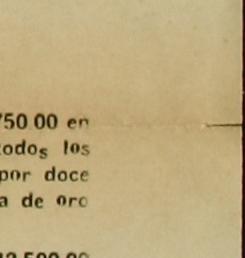 750.00 en
todos los
por doce
a de oro